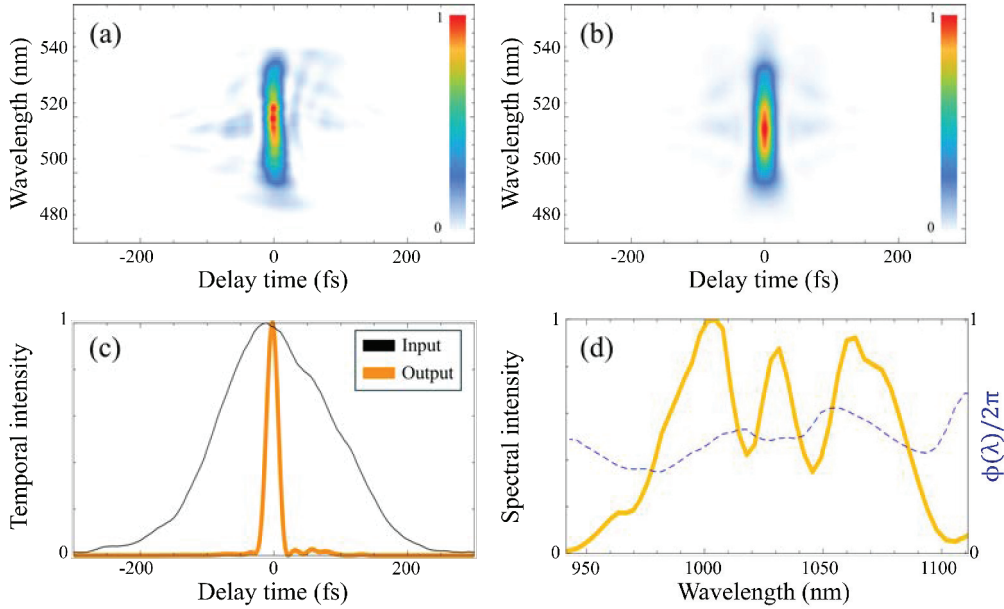 (a)
Wavelength (nm)
540
520
500
480
1
0
-200
0
200
Delay time (fs)
(b)
Wavelength (nm)
540
520
500
480
1
0
-200
0
200
Delay time (fs)
(c)
Temporal intensity
1
0
Input
Output
-200
0
200
Delay time (fs)
(d)
Spectral intensity
1
0
1
0
ϕ(λ)/2π
950
1000
1050
1100
Wavelength (nm)